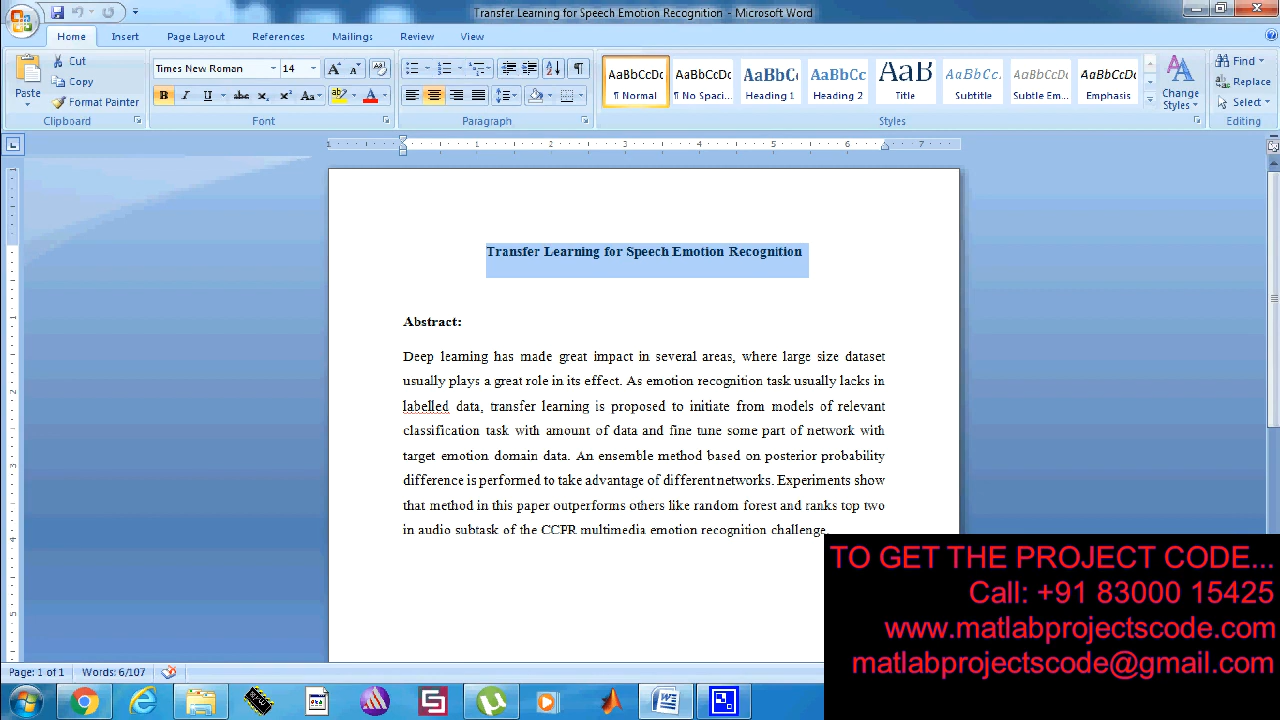 Transfer Learning for Speech Emotion Recognition - Microsoft Word
Home Insert Page Layout References Mailings Review View
Paste
Cut
Copy
Format Painter
Clipboard
Times New Roman 14
Font
Paragraph
AaBbCcDc AaBbCcDc AaBbC AaBbCc AaB AaBbCc. AaBbCcDc AaBbCcDc
¶ Normal ¶ No Spaci... Heading 1 Heading 2 Title Subtitle Subtle Em... Emphasis
Change Styles
Styles
Find
Replace
Select
Editing
1 1 2 3 4 5 6 7
Transfer Learning for Speech Emotion Recognition
Abstract:
Deep learning has made great impact in several areas, where large size dataset
usually plays a great role in its effect. As emotion recognition task usually lacks in
labelled data, transfer learning is proposed to initiate from models of relevant
classification task with amount of data and fine tune some part of network with
target emotion domain data. An ensemble method based on posterior probability
difference is performed to take advantage of different networks. Experiments show
that method in this paper outperforms others like random forest and ranks top two
in audio subtask of the CCPR multimedia emotion recognition challenge.
TO GET THE PROJECT CODE...
Call: +91 83000 15425
www.matlabprojectscode.com
matlabprojectscode@gmail.com
Page: 1 of 1 Words: 6/107